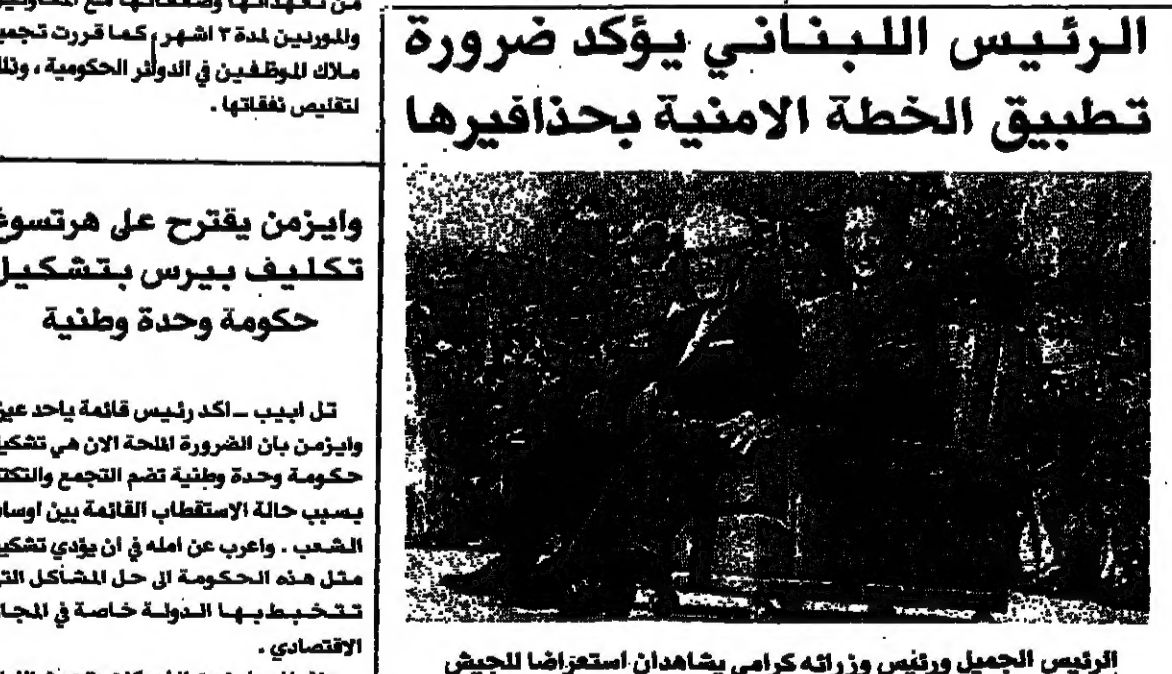 الرئيس اللبناني يؤكد ضرورة
تطبيق الخطة الامنية بحذافيرها
الرئيس الجميل ورئيس وزرائه كرامي يشاهدان استعراضا للجيش
من تعهداتها وصفقاتها مع المقاولين
وللوردين لمدة ٣ اشهر، كما قررت تجميد
ملاك الموظفين في الدوائر الحكومية، وذلك
لتقليص نفقاتها.
وايزمن يقترح على هرتسوغ
تكليف بيرس بتشكيل
حكومة وحدة وطنية
تل ابيب - اكد رئيس قائمة ياحد عيزر
وايزمن بان الضرورة الملحة الان هي تشكيل
حكومة وحدة وطنية تضم التجمع والتكتل
بسبب حالة الاستقطاب القائمة بين اوساط
الشعب. واعرب عن امله في ان يؤدي تشكيل
مثل هذه الحكومة الى حل المشاكل التي
تتخبط بها الدولة خاصة في المجال
الاقتصادي.